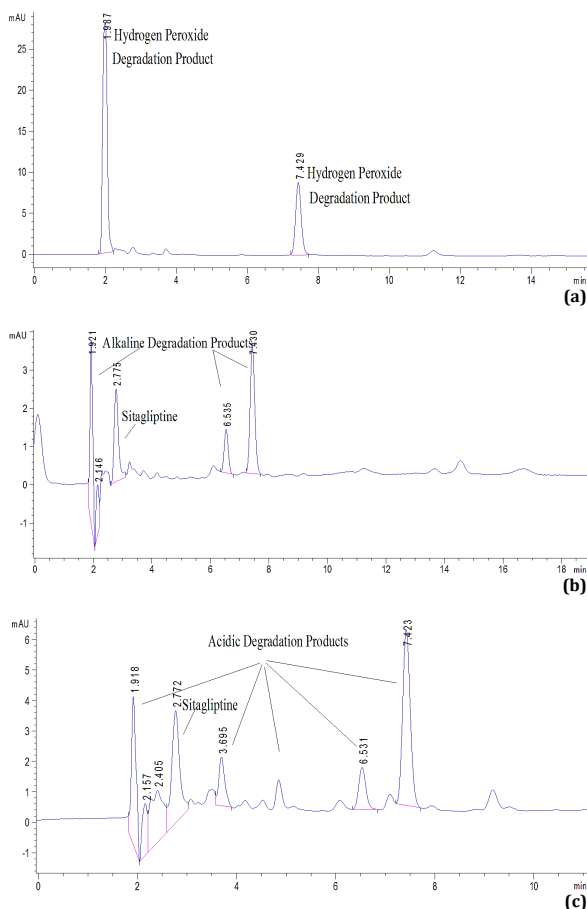 mAU
1.987
Hydrogen Peroxide
Degradation Product
25
20
15
10
5
0
7.429
Hydrogen Peroxide
Degradation Product
0 2 4 6 8 10 12 14 min
(a)
mAU
1.921
Alkaline Degradation Products
7.430
3
2.775
Sitagliptine
2
6.535
1
2.146
0
-1
0 2 4 6 8 10 12 14 16 18 min
(b)
mAU
7.423
Acidic Degradation Products
6
5
1.918
2.772
Sitagliptine
4
3.695
3
2.157
2.405
6.531
2
1
0
-1
0 2 4 6 8 10 min
(c)